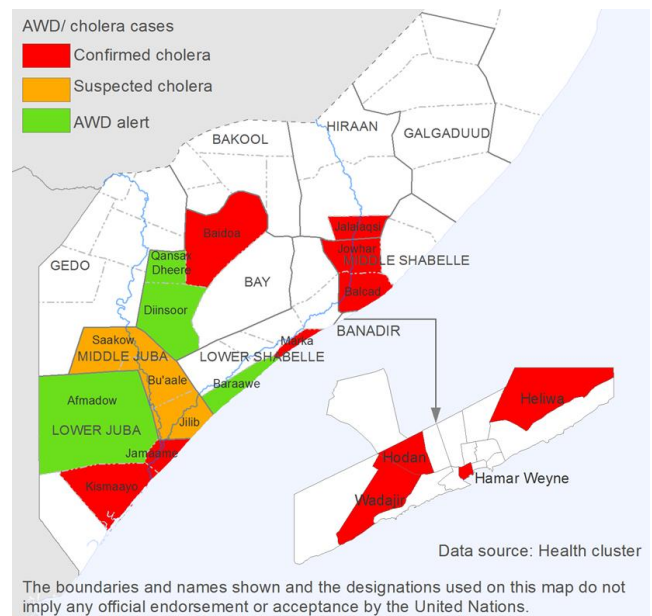 AWD/ cholera cases
Confirmed cholera
Suspected cholera
AWD alert
HIRAAN
GALGADUUD
BAKOOL
Jalalaqsi
Baidoa
Jowhar
Qansax
Dheere
MIDDLE SHABELLE
GEDO
BAY
Balcad
Diinsoor
BANADIR
Marka
Saakow
MIDDLE JUBA
LOWER SHABELLE
Bu'aale
Baraawe
Afmadow
Heliwa
Jilib
LOWER JUBA
Jamaame
Hodan
Hamar Weyne
Kismaayo
Wadajir
Data source: Health cluster
The boundaries and names shown and the designations used on this map do not
imply any official endorsement or acceptance by the United Nations.